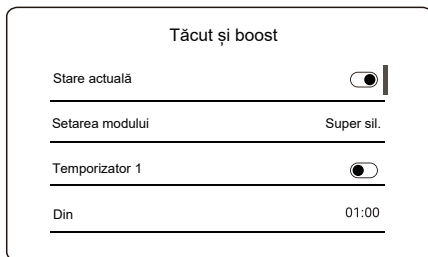 Tăcut și boost
Stare actuală
Setarea modului Super sil.
Temporizator 1
Din 01:00